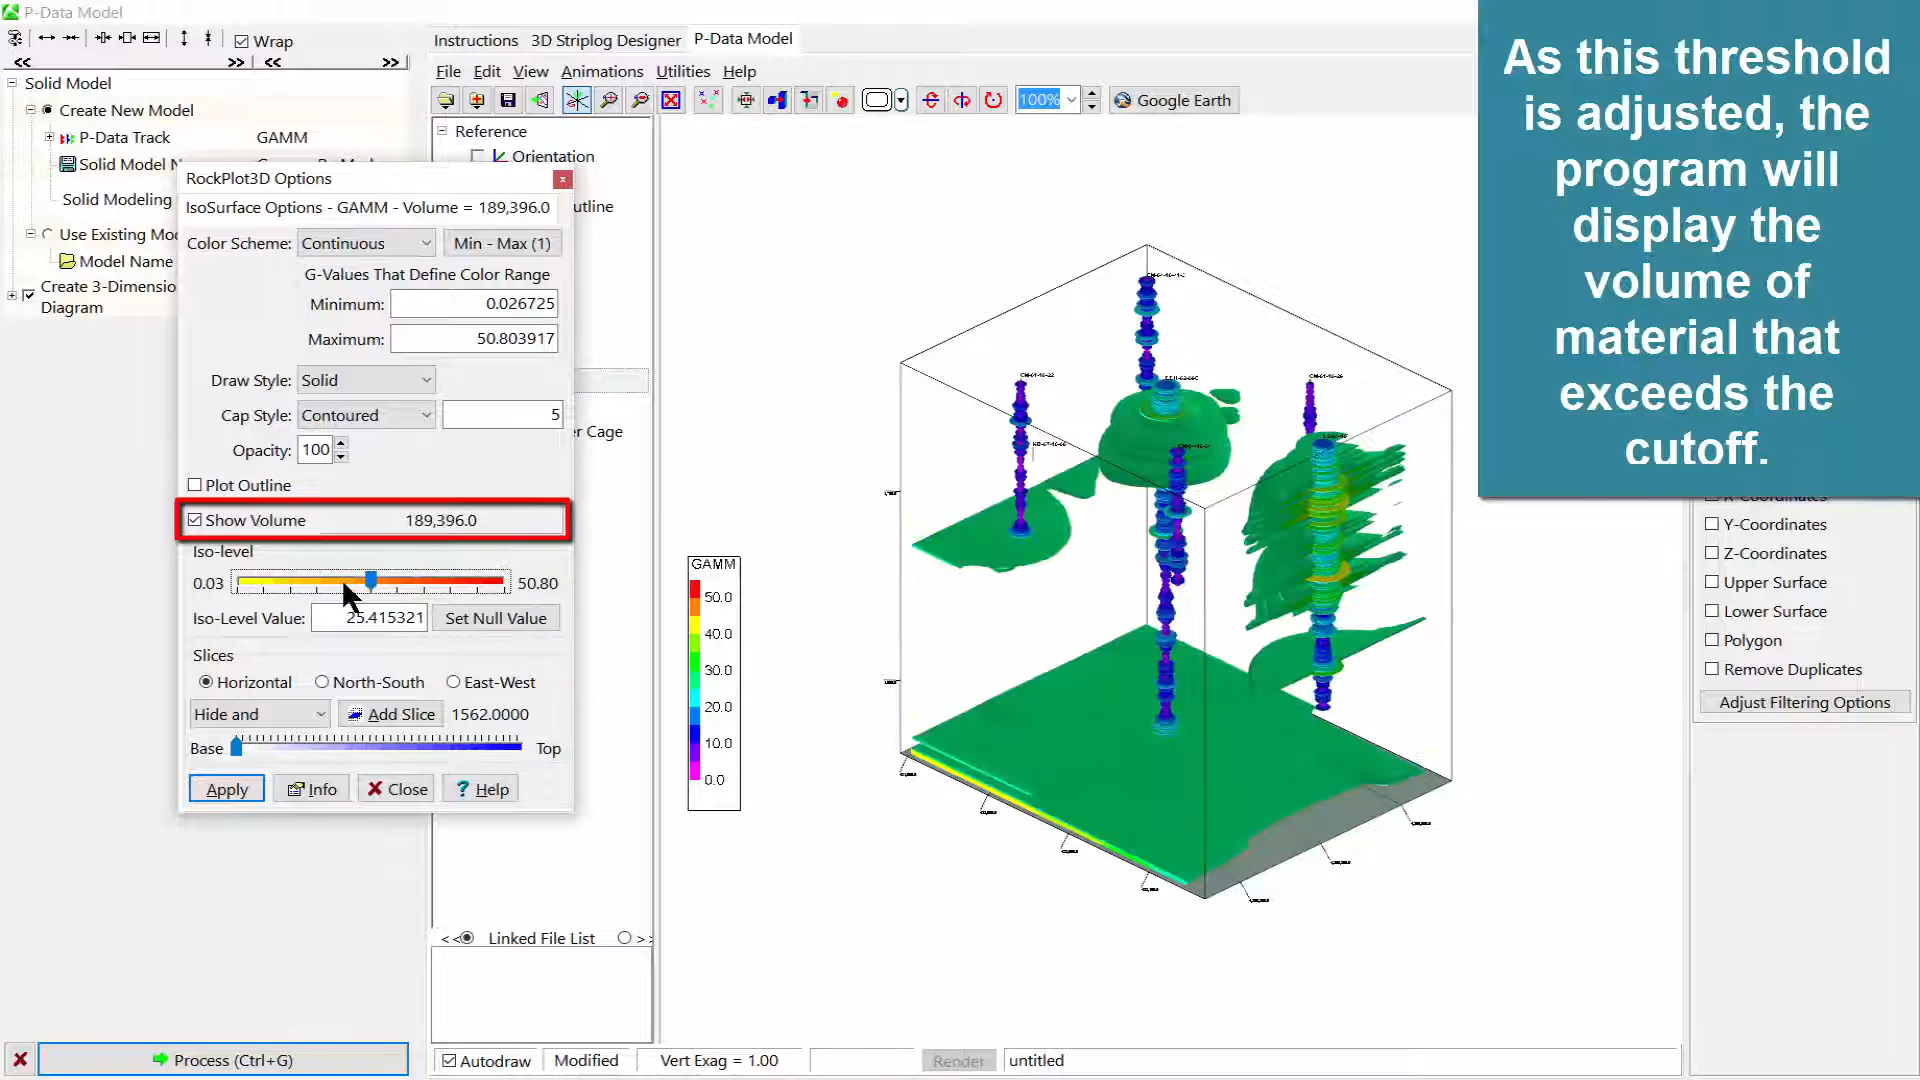 P-Data Model
Wrap
<<
>>
<<
>>
Solid Model
Create New Model
P-Data Track
GAMM
Solid Model N
Solid Modeling
Use Existing Mo
Model Name
Create 3-Dimensio
Diagram
Instructions
3D Striplog Designer
P-Data Model
File
Edit
View
Animations
Utilities
Help
100%
Google Earth
Reference
Orientation
utline
er Cage
RockPlot3D Options
x
IsoSurface Options - GAMM - Volume = 189,396.0
Color Scheme:
Continuous
Min - Max (1)
G-Values That Define Color Range
Minimum:
0.026725
Maximum:
50.803917
Draw Style:
Solid
Cap Style:
Contoured
5
Opacity:
100
Plot Outline
Show Volume
189,396.0
Iso-level
0.03
50.80
Iso-Level Value:
25.415321
Set Null Value
Slices
Horizontal
North-South
East-West
Hide and
Add Slice
1562.0000
Base
Top
Apply
Info
Close
Help
GAMM
50.0
40.0
30.0
20.0
10.0
0.0
As this threshold
is adjusted, the
program will
display the
volume of
material that
exceeds the
cutoff.
X-Coordinates
Y-Coordinates
Z-Coordinates
Upper Surface
Lower Surface
Polygon
Remove Duplicates
Adjust Filtering Options
<<
Linked File List
>>
Process (Ctrl+G)
Autodraw
Modified
Vert Exag = 1.00
Render
untitled